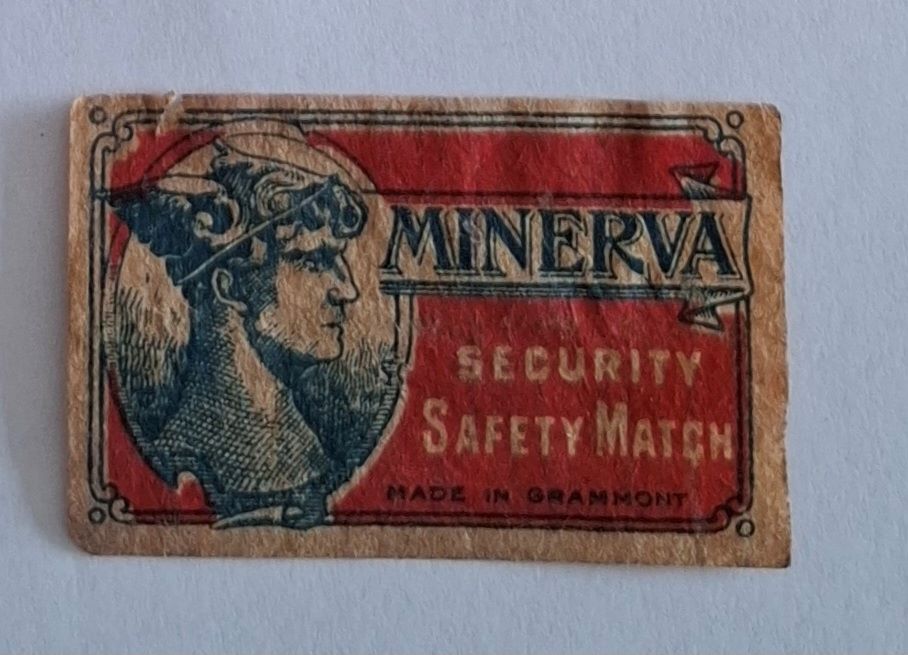 MINERVA
SECURITY
SAFETY MATCH
MADE IN GRAMMONT